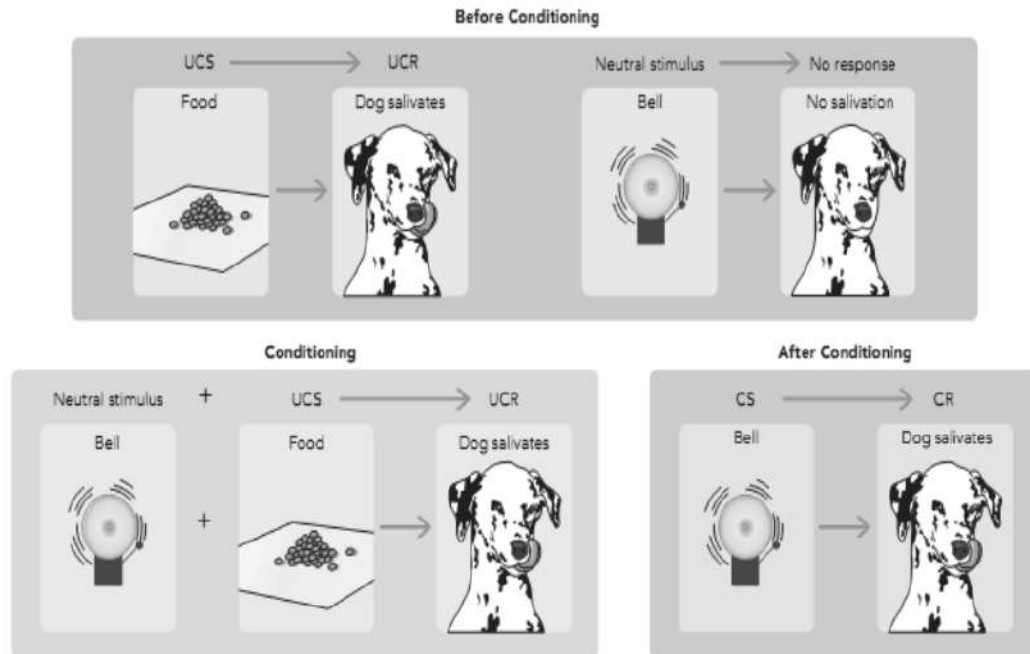 Before Conditioning
UCS UCR Neutral stimulus No response
Food Dog salivates Bell No salivation
Conditioning After Conditioning
Neutral stimulus + UCS UCR CS CR
Bell Food Dog salivates Bell Dog salivates
+